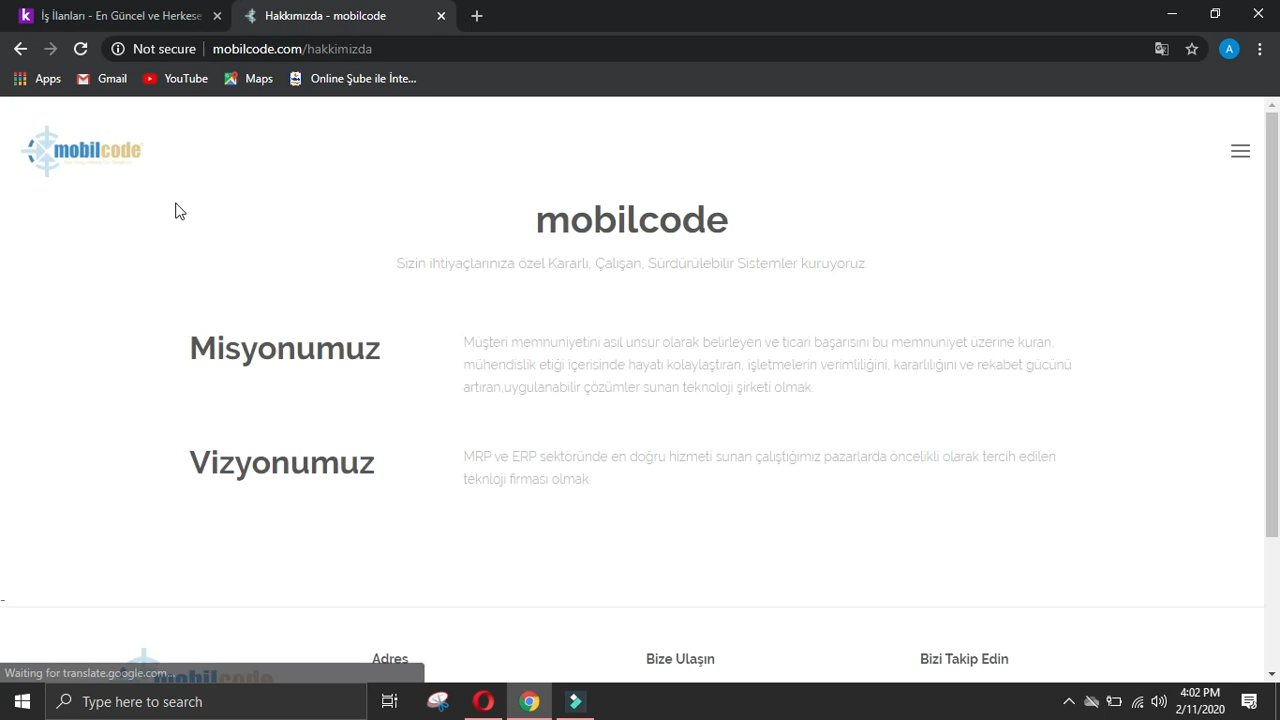 İş İlanları - En Güncel ve Herkese
Hakkımızda - mobilcode
Not secure
mobilcode.com/hakkimizda
A
Apps
Gmail
YouTube
Maps
Online Şube ile İnte...
mobilcode
mobilcode
Sizin ihtiyaçlarınıza özel Kararlı, Çalışan, Sürdürülebilir Sistemler kuruyoruz.
Misyonumuz
Müşteri memnuniyetini asıl unsur olarak belirleyen ve ticari başarısını bu memnuniyet üzerine kuran,
mühendislik etiği içerisinde hayatı kolaylaştıran, işletmelerin verimliliğini, kararlılığını ve rekabet gücünü
artıran,uygulanabilir çözümler sunan teknoloji şirketi olmak.
Vizyonumuz
MRP ve ERP sektöründe en doğru hizmeti sunan çalıştığımız pazarlarda öncelikli olarak tercih edilen
teknloji firması olmak
-
Adres
Bize Ulaşın
Bizi Takip Edin
mobilcode
Waiting for translate.google.com...
Type here to search
4:02 PM
2/11/2020